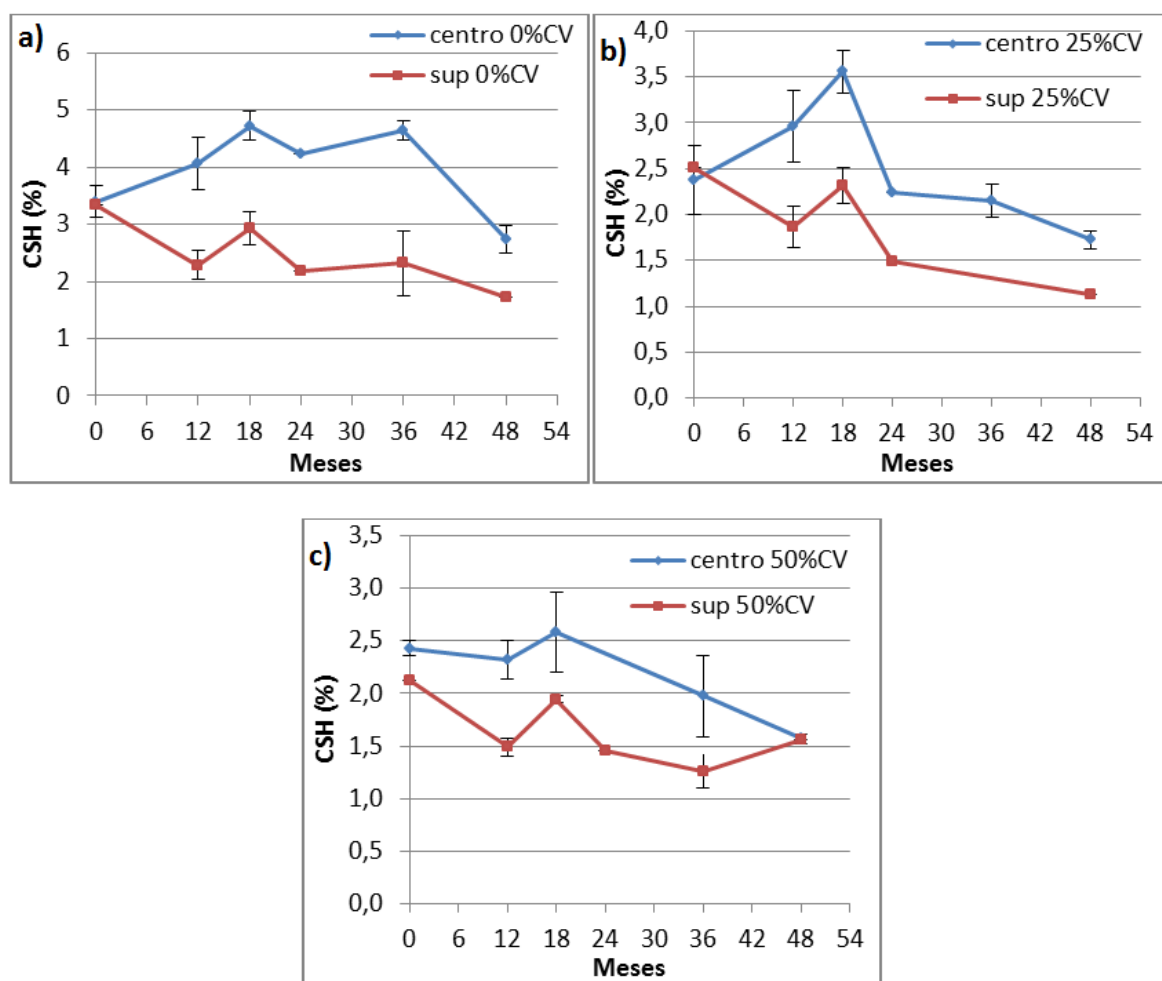 a)
centro 0%CV
sup 0%CV
6
5
4
3
2
1
0
CSH (%)
0 6 12 18 24 30 36 42 48 54
Meses
b)
centro 25%CV
sup 25%CV
4,0
3,5
3,0
2,5
2,0
1,5
1,0
0,5
0,0
CSH (%)
0 6 12 18 24 30 36 42 48 54
Meses
c)
centro 50%CV
sup 50%CV
3,5
3,0
2,5
2,0
1,5
1,0
0,5
0,0
CSH (%)
0 6 12 18 24 30 36 42 48 54
Meses